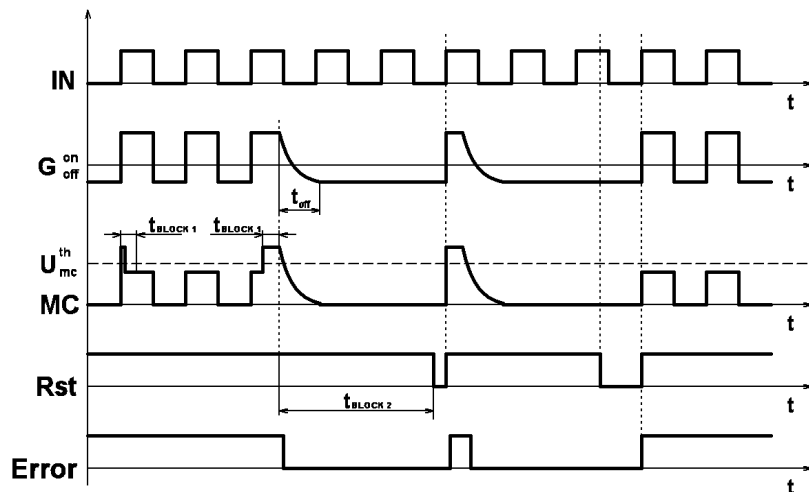 IN
t
G on off
t
t off
t BLOCK 1
t BLOCK 1
U th mc
MC
t
Rst
t
t BLOCK 2
Error
t